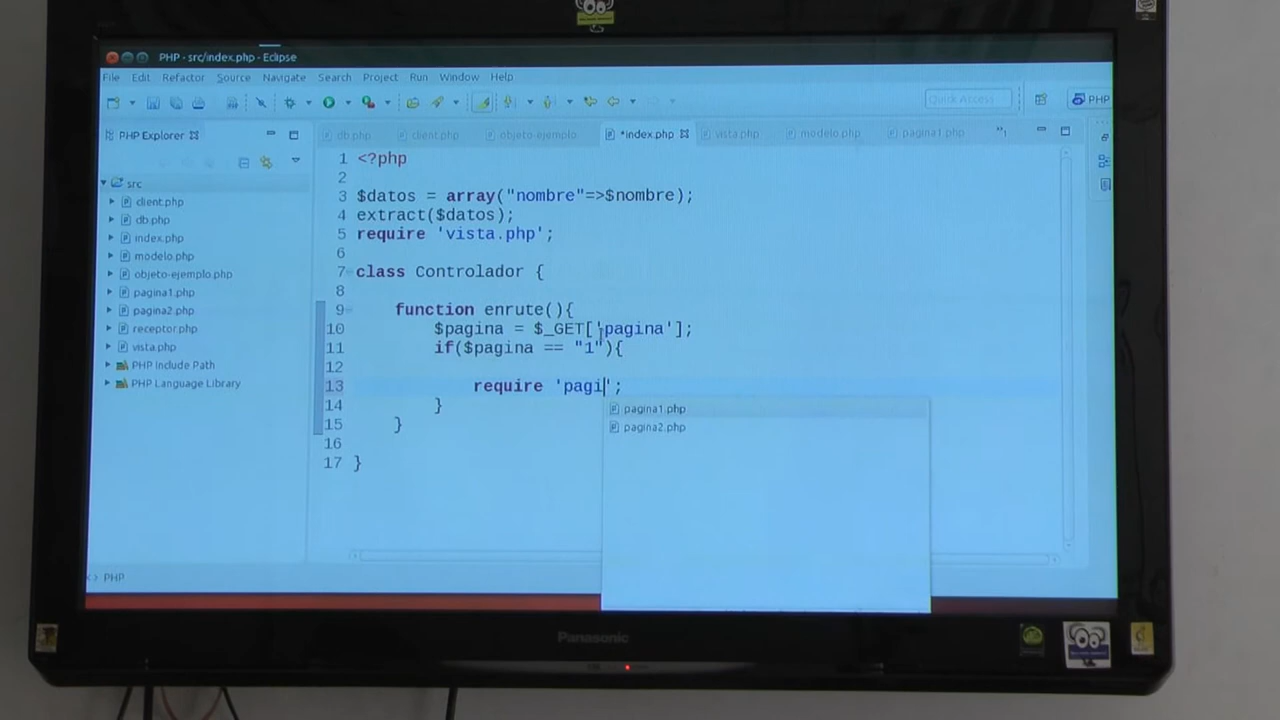 PHP - src/index.php - Eclipse
File Edit Refactor Source Navigate Search Project Run Window Help
Quick Access
PHP
PHP Explorer
db.php client.php objeto-ejemplo *index.php vista.php modelo.php pagina1.php
src
client.php
db.php
index.php
modelo.php
objeto-ejemplo.php
pagina1.php
pagina2.php
receptor.php
vista.php
PHP Include Path
PHP Language Library
1 <?php
2
3 $datos = array("nombre"=>$nombre);
4 extract($datos);
5 require 'vista.php';
6
7 class Controlador {
8
9 function enrute(){
10 $pagina = $_GET['pagina'];
11 if($pagina == "1"){
12
13 require 'pagi';
14 }
15 }
16
17 }
pagina1.php
pagina2.php
PHP
Panasonic